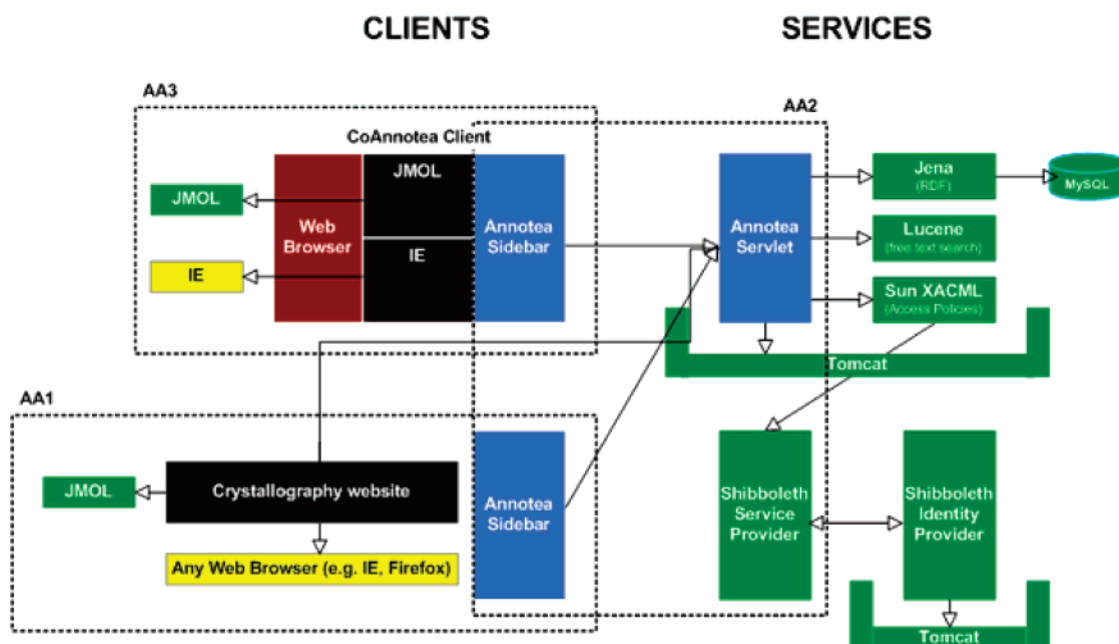 CLIENTS
SERVICES
AA3
AA2
CoAnnotea Client
JMOL
Web
Browser
JMOL
IE
IE
Annotea
Sidebar
Annotea
Servlet
Jena
(RDF)
MySQL
Lucene
(free text search)
Sun XACML
(Access Policies)
Tomcat
AA1
JMOL
Crystallography website
Any Web Browser (e.g. IE, Firefox)
Annotea
Sidebar
Shibboleth
Service
Provider
Shibboleth
Identity
Provider
Tomcat